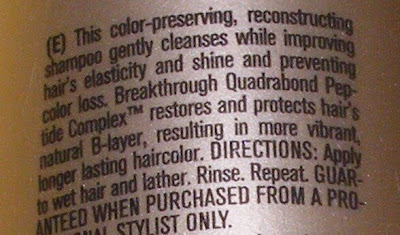 (E) This color-preserving, reconstructing
shampoo gently cleanses while improving
hair's elasticity and shine and preventing
color loss. Breakthrough Quadrabond Pep-
tide Complex™ restores and protects hair's
natural B-layer, resulting in more vibrant,
longer lasting haircolor. DIRECTIONS: Apply
to wet hair and lather. Rinse. Repeat. GUAR-
ANTEED WHEN PURCHASED FROM A PRO-
STYLIST ONLY.